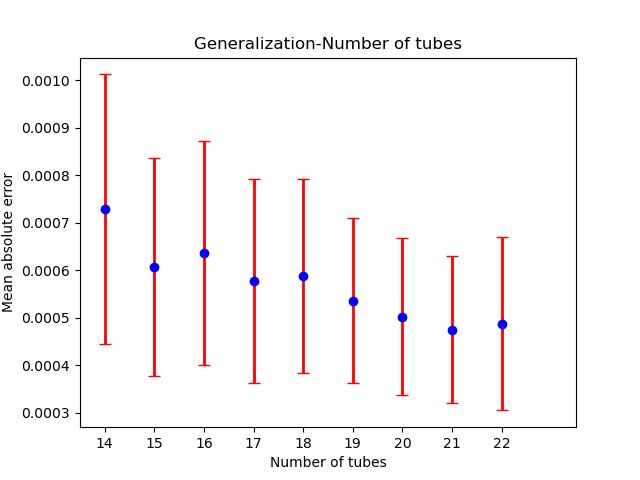 Generalization-Number of tubes
Mean absolute error
0.0010
0.0009
0.0008
0.0007
0.0006
0.0005
0.0004
0.0003
14 15 16 17 18 19 20 21 22
Number of tubes